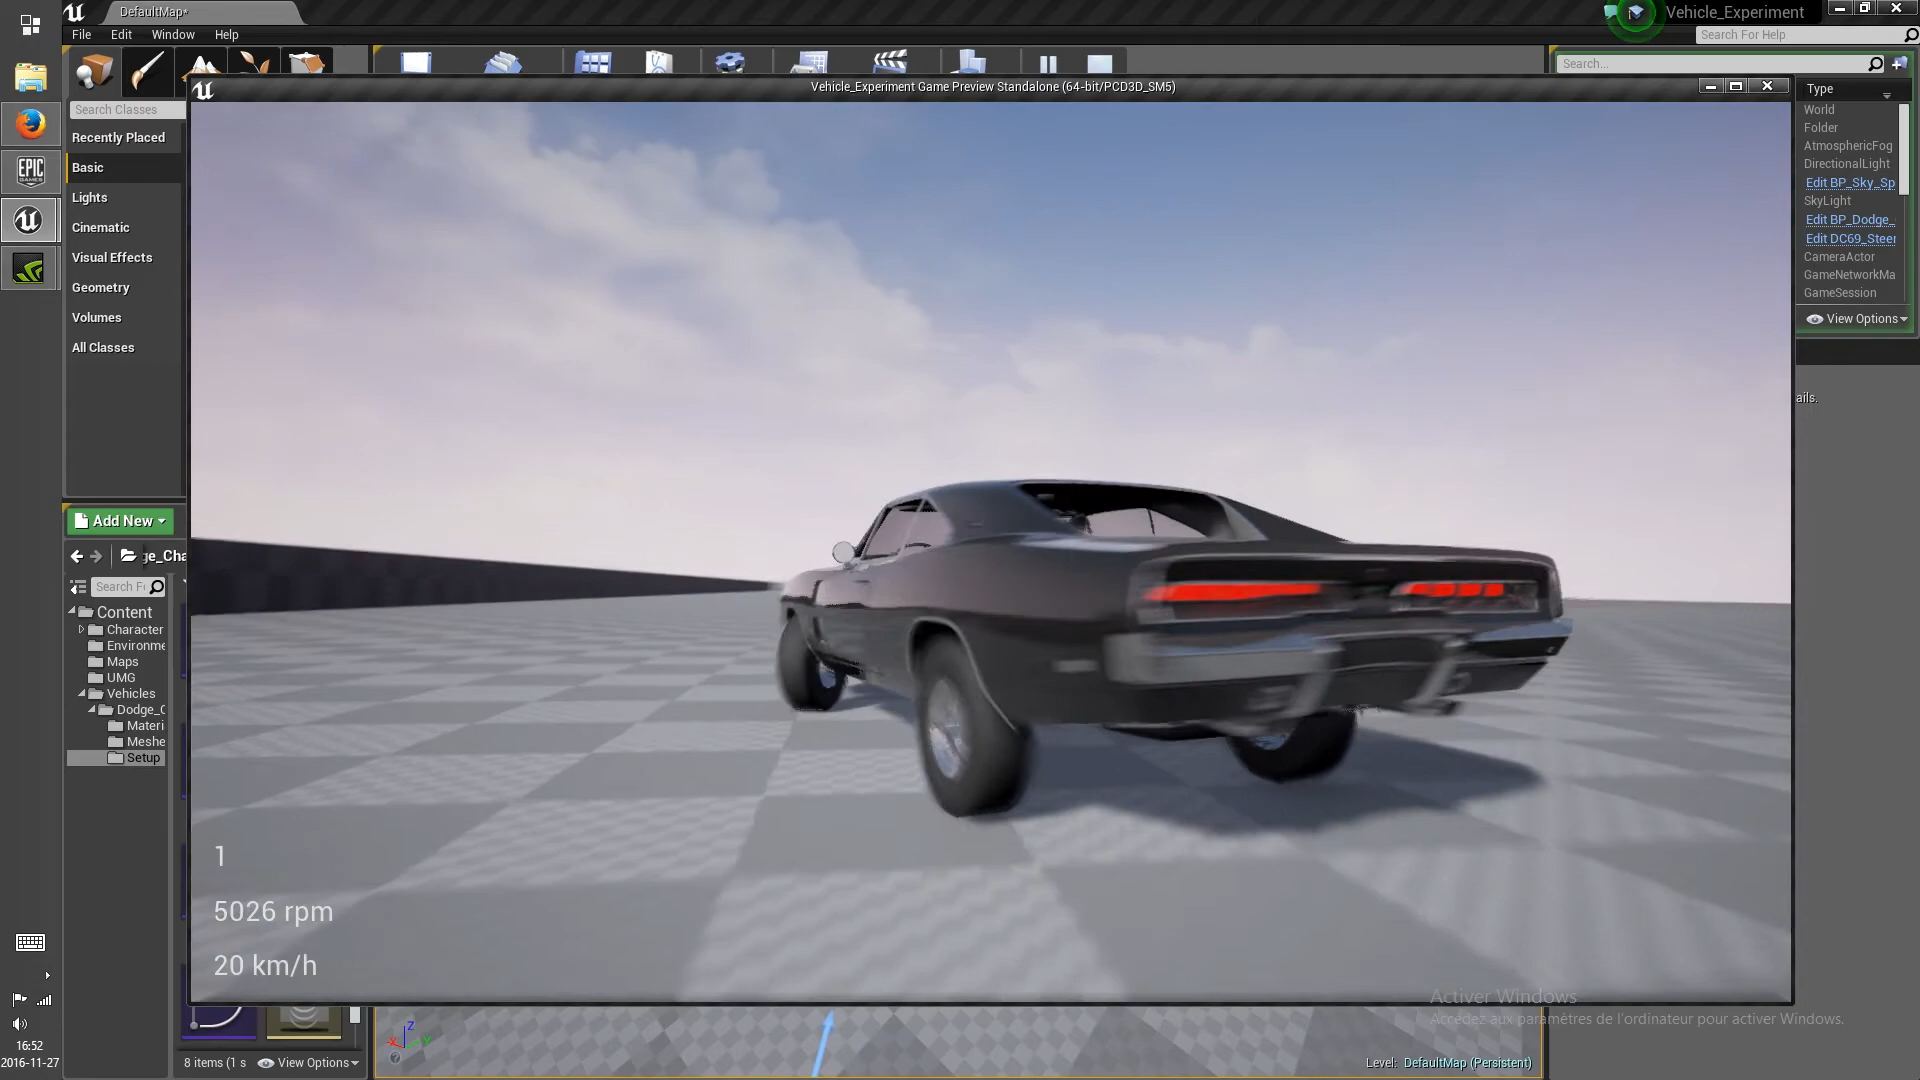 DefaultMap*
Vehicle_Experiment
File Edit Window Help
Search For Help
Search...
Vehicle_Experiment Game Preview Standalone (64-bit/PCD3D_SM5)
Type
Search Classes
Recently Placed
Basic
Lights
Cinematic
Visual Effects
Geometry
Volumes
All Classes
World
Folder
AtmosphericFog
DirectionalLight
Edit BP_Sky_Sp
SkyLight
Edit BP_Dodge_
Edit DC69_Steer
CameraActor
GameNetworkMa
GameSession
View Options
ails.
EPIC
GAMES
Add New
ge_Cha
Search F
Content
Character
Environme
Maps
UMG
Vehicles
Dodge_C
Materi
Meshe
Setup
1
5026 rpm
20 km/h
Activer Windows
Accédez aux paramètres de l'ordinateur pour activer Windows.
Z
X Y
16:52
2016-11-27
8 items (1 s
View Options
Level: DefaultMap (Persistent)